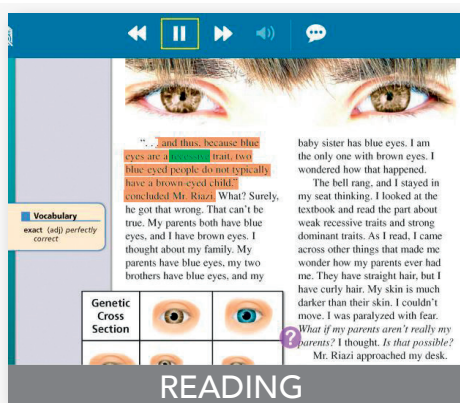 ". . . and thus, because blue
eyes are a recessive trait, two
blue eyed people do not typically
have a brown-eyed child,"
concluded Mr. Riazi. What? Surely,
he got that wrong. That can't be
true. My parents both have blue
eyes, and I have brown eyes. I
thought about my family. My
parents have blue eyes, my two
brothers have blue eyes, and my
baby sister has blue eyes. I am
the only one with brown eyes. I
wondered how that happened.
The bell rang, and I stayed in
my seat thinking. I looked at the
textbook and read the part about
weak recessive traits and strong
dominant traits. As I read, I came
across other things that made me
wonder how my parents ever had
me. They have straight hair, but I
have curly hair. My skin is much
darker than their skin. I couldn't
move. I was paralyzed with fear.
What if my parents aren't really my
parents? I thought. Is that possible?
Mr. Riazi approached my desk.
Vocabulary
exact (adj) perfectly
correct
Genetic
Cross
Section
?
READING